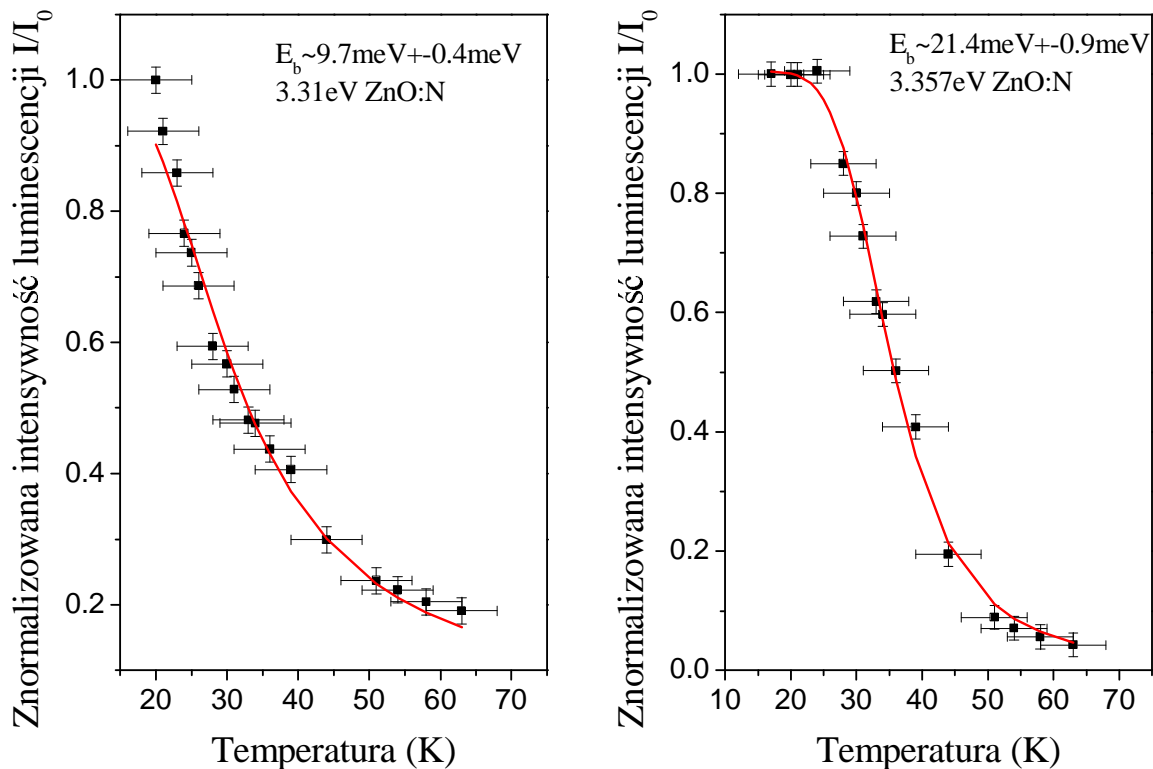 Znormalizowana intensywność luminescencji I/I₀
E_b~9.7meV+-0.4meV
3.31eV ZnO:N
1.0
0.8
0.6
0.4
0.2
20 30 40 50 60 70
Temperatura (K)
Znormalizowana intensywność luminescencji I/I₀
E_b~21.4meV+-0.9meV
3.357eV ZnO:N
1.0
0.8
0.6
0.4
0.2
0.0
10 20 30 40 50 60 70
Temperatura (K)